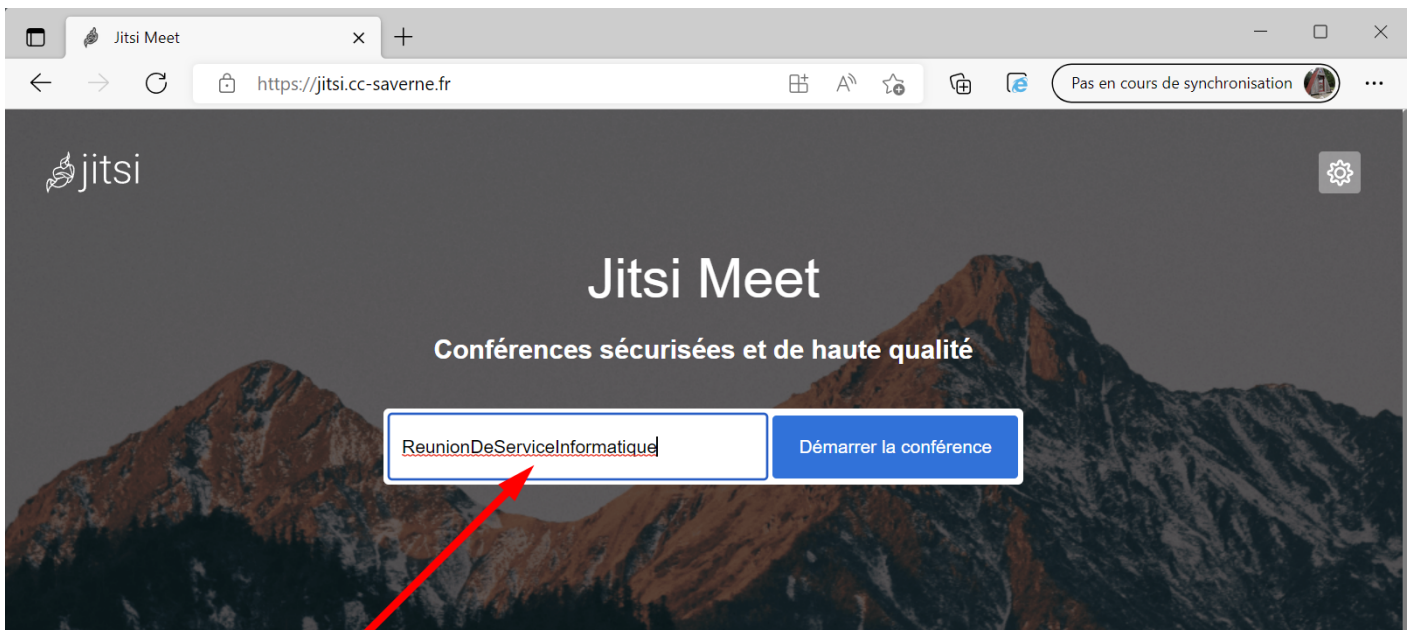 Jitsi Meet
https://jitsi.cc-saverne.fr
Pas en cours de synchronisation
jitsi
Jitsi Meet
Conférences sécurisées et de haute qualité
ReunionDeServiceInformatique
Démarrer la conférence